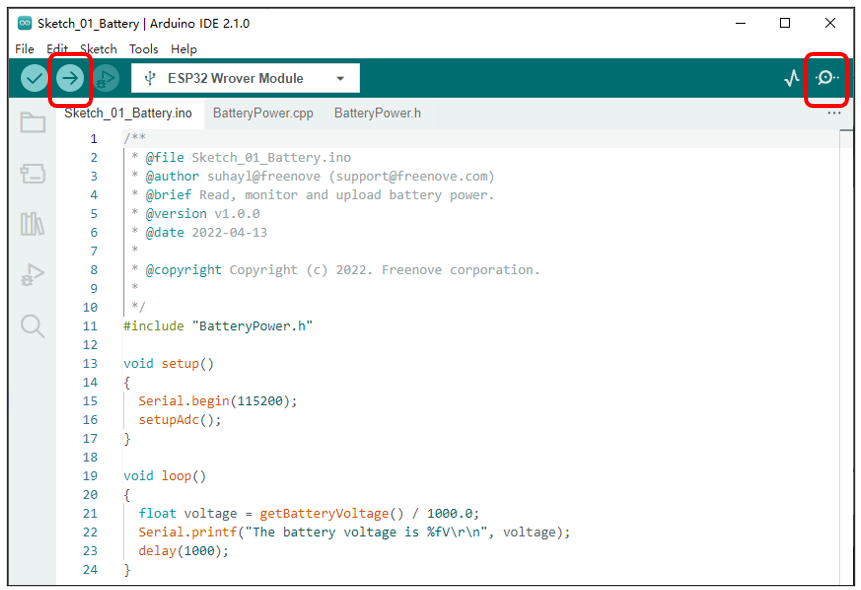 Sketch_01_Battery | Arduino IDE 2.1.0
File Edit Sketch Tools Help
ESP32 Wrover Module
Sketch_01_Battery.ino BatteryPower.cpp BatteryPower.h
1 /**
2 * @file Sketch_01_Battery.ino
3 * @author suhayl@freenove (support@freenove.com)
4 * @brief Read, monitor and upload battery power.
5 * @version v1.0.0
6 * @date 2022-04-13
7 *
8 * @copyright Copyright (c) 2022. Freenove corporation.
9 *
10 */
11 #include "BatteryPower.h"
12
13 void setup()
14 {
15 Serial.begin(115200);
16 setupAdc();
17 }
18
19 void loop()
20 {
21 float voltage = getBatteryVoltage() / 1000.0;
22 Serial.printf("The battery voltage is %fV\r\n", voltage);
23 delay(1000);
24 }